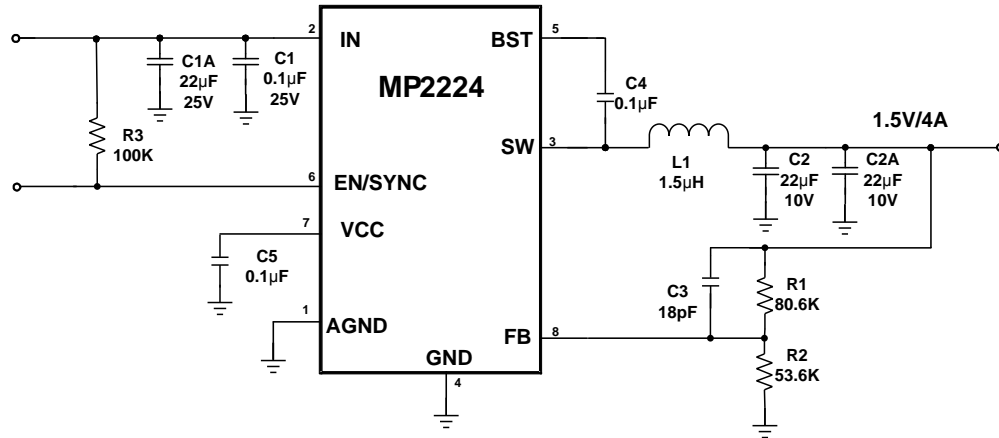 2
IN
BST
5
C1A
22µF
25V
C1
0.1µF
25V
MP2224
C4
0.1µF
1.5V/4A
R3
100K
SW
3
L1
1.5µH
C2
22µF
10V
C2A
22µF
10V
6
EN/SYNC
7
VCC
C5
0.1µF
C3
18pF
R1
80.6K
1
AGND
FB
8
GND
4
R2
53.6K